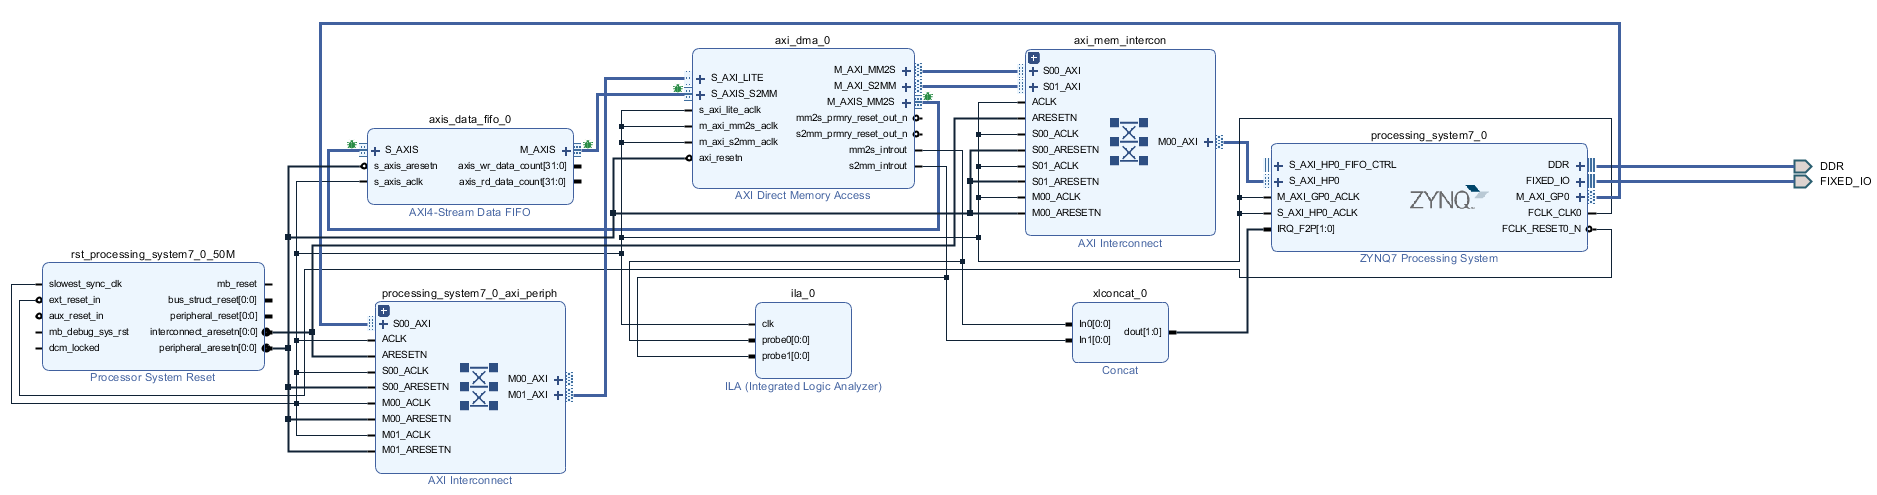 axis_data_fifo_0
S_AXIS
s_axis_aresetn
s_axis_aclk
M_AXIS
axis_wr_data_count[31:0]
axis_rd_data_count[31:0]
AXI4-Stream Data FIFO
axi_dma_0
S_AXI_LITE
S_AXIS_S2MM
s_axi_lite_aclk
m_axi_mm2s_aclk
m_axi_s2mm_aclk
axi_resetn
M_AXI_MM2S
M_AXI_S2MM
M_AXIS_MM2S
mm2s_prmry_reset_out_n
s2mm_prmry_reset_out_n
mm2s_introut
s2mm_introut
AXI Direct Memory Access
axi_mem_intercon
S00_AXI
S01_AXI
ACLK
ARESETN
S00_ACLK
S00_ARESETN
S01_ACLK
S01_ARESETN
M00_ACLK
M00_ARESETN
M00_AXI
AXI Interconnect
processing_system7_0
S_AXI_HP0_FIFO_CTRL
S_AXI_HP0
M_AXI_GP0_ACLK
S_AXI_HP0_ACLK
IRQ_F2P[1:0]
ZYNQ
DDR
FIXED_IO
M_AXI_GP0
FCLK_CLK0
FCLK_RESET0_N
ZYNQ7 Processing System
DDR
FIXED_IO
rst_processing_system7_0_50M
slowest_sync_clk
ext_reset_in
aux_reset_in
mb_debug_sys_rst
dcm_locked
mb_reset
bus_struct_reset[0:0]
peripheral_reset[0:0]
interconnect_aresetn[0:0]
peripheral_aresetn[0:0]
Processor System Reset
processing_system7_0_axi_periph
S00_AXI
ACLK
ARESETN
S00_ACLK
S00_ARESETN
M00_ACLK
M00_ARESETN
M01_ACLK
M01_ARESETN
M00_AXI
M01_AXI
AXI Interconnect
ila_0
clk
probe0[0:0]
probe1[0:0]
ILA (Integrated Logic Analyzer)
xlconcat_0
In0[0:0]
In1[0:0]
dout[1:0]
Concat